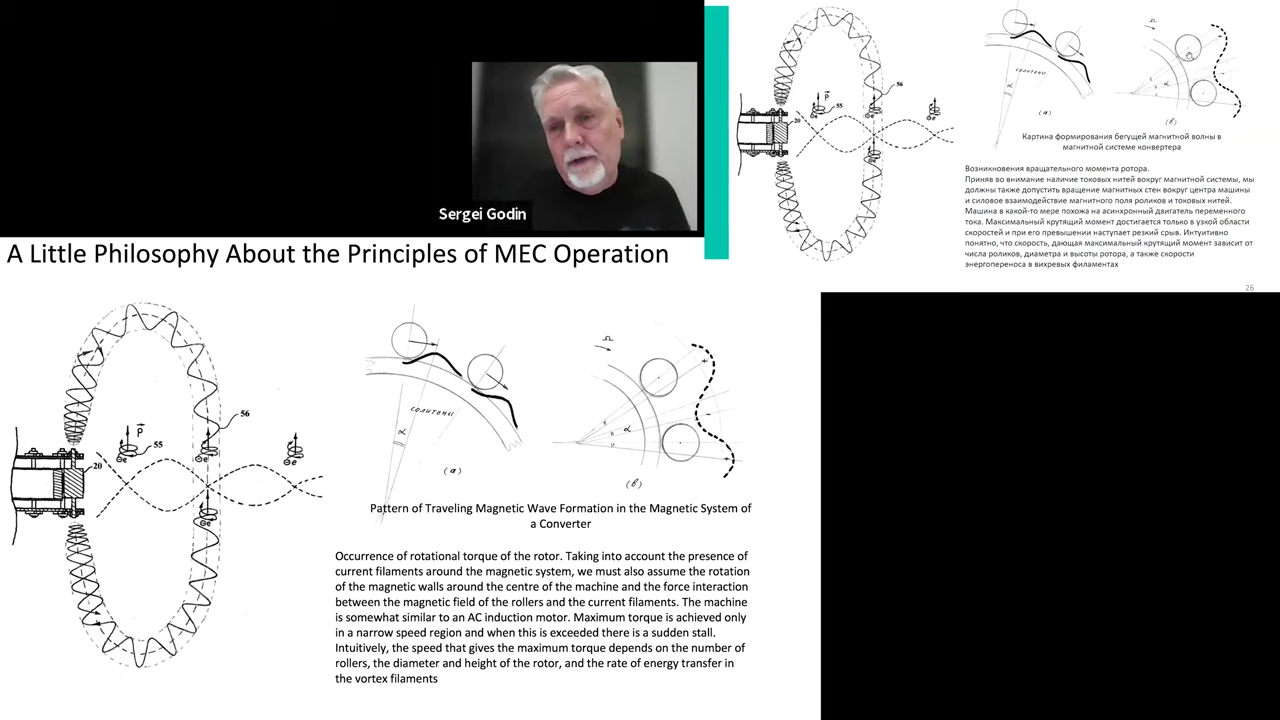 Sergei Godin
A Little Philosophy About the Principles of MEC Operation
56
P
55
20
⊖e
⊖e
⊖e
⊖e
солитоны
α
(а)
Ω
α
(в)
Картина формирования бегущей магнитной волны в
магнитной системе конвертера
Возникновения вращательного момента ротора.
Приняв во внимание наличие токовых нитей вокруг магнитной системы, мы
должны также допустить вращение магнитных стен вокруг центра машины
и силовое взаимодействие магнитного поля роликов и токовых нитей.
Машина в какой-то мере похожа на асинхронный двигатель переменного
тока. Максимальный крутящий момент достигается только в узкой области
скоростей и при его превышении наступает резкий срыв. Интуитивно
понятно, что скорость, дающая максимальный крутящий момент зависит от
числа роликов, диаметра и высоты ротора, а также скорости
энергопереноса в вихревых филаментах
26
56
P
55
20
⊖e
⊖e
⊖e
⊖e
солитоны
α
(а)
α
(в)
Pattern of Traveling Magnetic Wave Formation in the Magnetic System of
a Converter
Occurrence of rotational torque of the rotor. Taking into account the presence of
current filaments around the magnetic system, we must also assume the rotation
of the magnetic walls around the centre of the machine and the force interaction
between the magnetic field of the rollers and the current filaments. The machine
is somewhat similar to an AC induction motor. Maximum torque is achieved only
in a narrow speed region and when this is exceeded there is a sudden stall.
Intuitively, the speed that gives the maximum torque depends on the number of
rollers, the diameter and height of the rotor, and the rate of energy transfer in
the vortex filaments